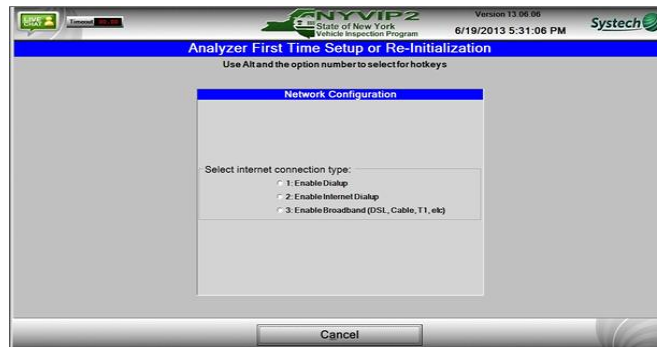 LIVE CHAT
Timeout
NYVIP2
State of New York
Vehicle Inspection Program
Version 13.06.06
6/19/2013 5:31:06 PM
Systech
Analyzer First Time Setup or Re-Initialization
Use Alt and the option number to select for hotkeys
Network Configuration
Select internet connection type:
1: Enable Dialup
2: Enable Internet Dialup
3: Enable Broadband (DSL, Cable, T1, etc)
Cancel